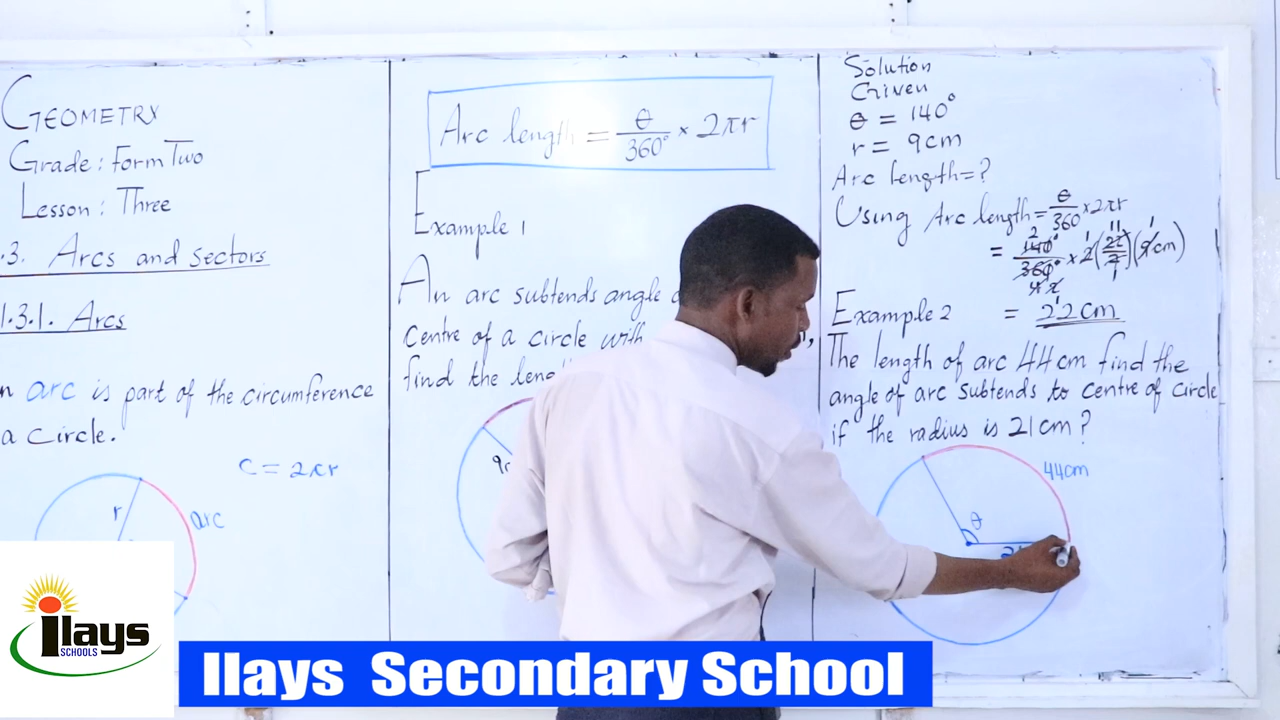 GEOMETRY
Grade: Form Two
Lesson: Three
.3. Arcs and sectors
1.3.1. Arcs
n arc is part of the circumference
a circle.
C = 2πr
r
arc
Arc length = θ/360° × 2πr
Example 1
An arc subtends angle
centre of a circle with
find the len
9
Solution
Given
θ = 140°
r = 9cm
Arc length = ?
Using Arc length = θ/360 × 2πr
= 140°/360° × 2(22/7)(9cm)
= 22cm
Example 2
The length of arc 44cm find the
angle of arc subtends to centre of circle
if the radius is 21cm?
44cm
θ
2
ilays
SCHOOLS
Ilays Secondary School